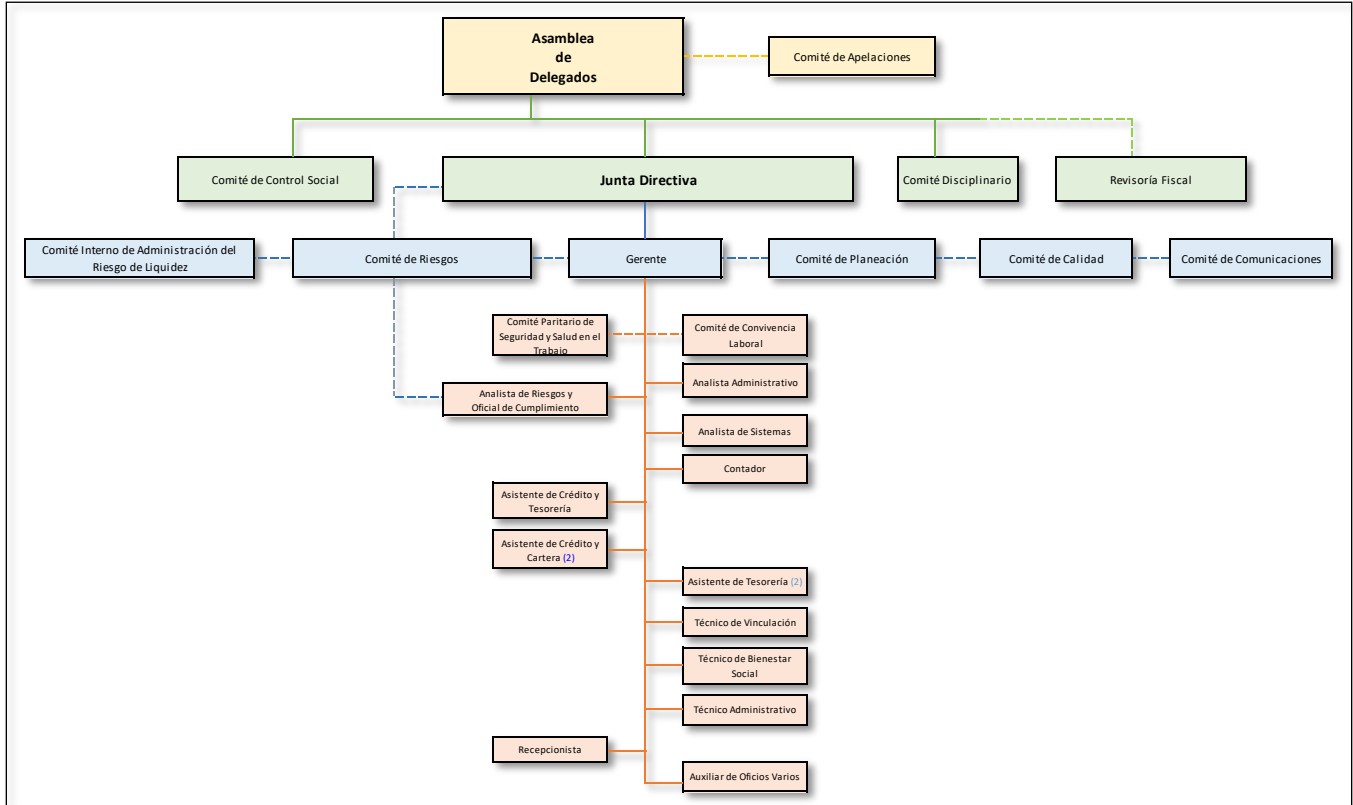 Asamblea
de
Delegados
Comité de Apelaciones
Comité de Control Social
Junta Directiva
Comité Disciplinario
Revisoría Fiscal
Comité Interno de Administración del
Riesgo de Liquidez
Comité de Riesgos
Gerente
Comité de Planeación
Comité de Calidad
Comité de Comunicaciones
Comité Paritario de
Seguridad y Salud en el
Trabajo
Comité de Convivencia
Laboral
Analista Administrativo
Analista de Riesgos y
Oficial de Cumplimiento
Analista de Sistemas
Contador
Asistente de Crédito y
Tesorería
Asistente de Crédito y
Cartera (2)
Asistente de Tesorería (2)
Técnico de Vinculación
Técnico de Bienestar
Social
Técnico Administrativo
Recepcionista
Auxiliar de Oficios Varios